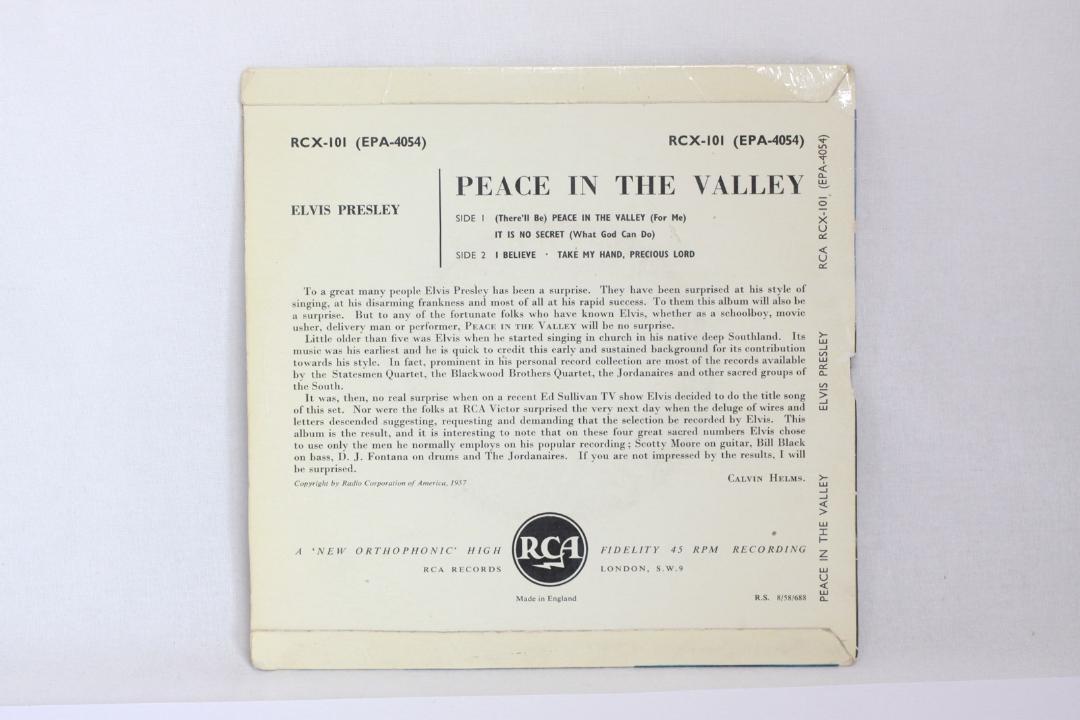 RCX-101 (EPA-4054)
RCX-101 (EPA-4054)
ELVIS PRESLEY
PEACE IN THE VALLEY
SIDE 1 (There'll Be) PEACE IN THE VALLEY (For Me)
IT IS NO SECRET (What God Can Do)
SIDE 2 I BELIEVE · TAKE MY HAND, PRECIOUS LORD
To a great many people Elvis Presley has been a surprise. They have been surprised at his style of
singing, at his disarming frankness and most of all at his rapid success. To them this album will also be
a surprise. But to any of the fortunate folks who have known Elvis, whether as a schoolboy, movie
usher, delivery man or performer, PEACE IN THE VALLEY will be no surprise.
Little older than five was Elvis when he started singing in church in his native deep Southland. Its
music was his earliest and he is quick to credit this early and sustained background for its contribution
towards his style. In fact, prominent in his personal record collection are most of the records available
by the Statesmen Quartet, the Blackwood Brothers Quartet, the Jordanaires and other sacred groups of
the South.
It was, then, no real surprise when on a recent Ed Sullivan TV show Elvis decided to do the title song
of this set. Nor were the folks at RCA Victor surprised the very next day when the deluge of wires and
letters descended suggesting, requesting and demanding that the selection be recorded by Elvis. This
album is the result, and it is interesting to note that on these four great sacred numbers Elvis chose
to use only the men he normally employs on his popular recording; Scotty Moore on guitar, Bill Black
on bass, D. J. Fontana on drums and The Jordanaires. If you are not impressed by the results, I will
be surprised.
CALVIN HELMS.
Copyright by Radio Corporation of America, 1957
A 'NEW ORTHOPHONIC' HIGH FIDELITY 45 RPM RECORDING
RCA
RCA RECORDS LONDON, S.W.9
Made in England
R.S. 8/58/688
PEACE IN THE VALLEY ELVIS PRESLEY RCA RCX-101 (EPA-4054)